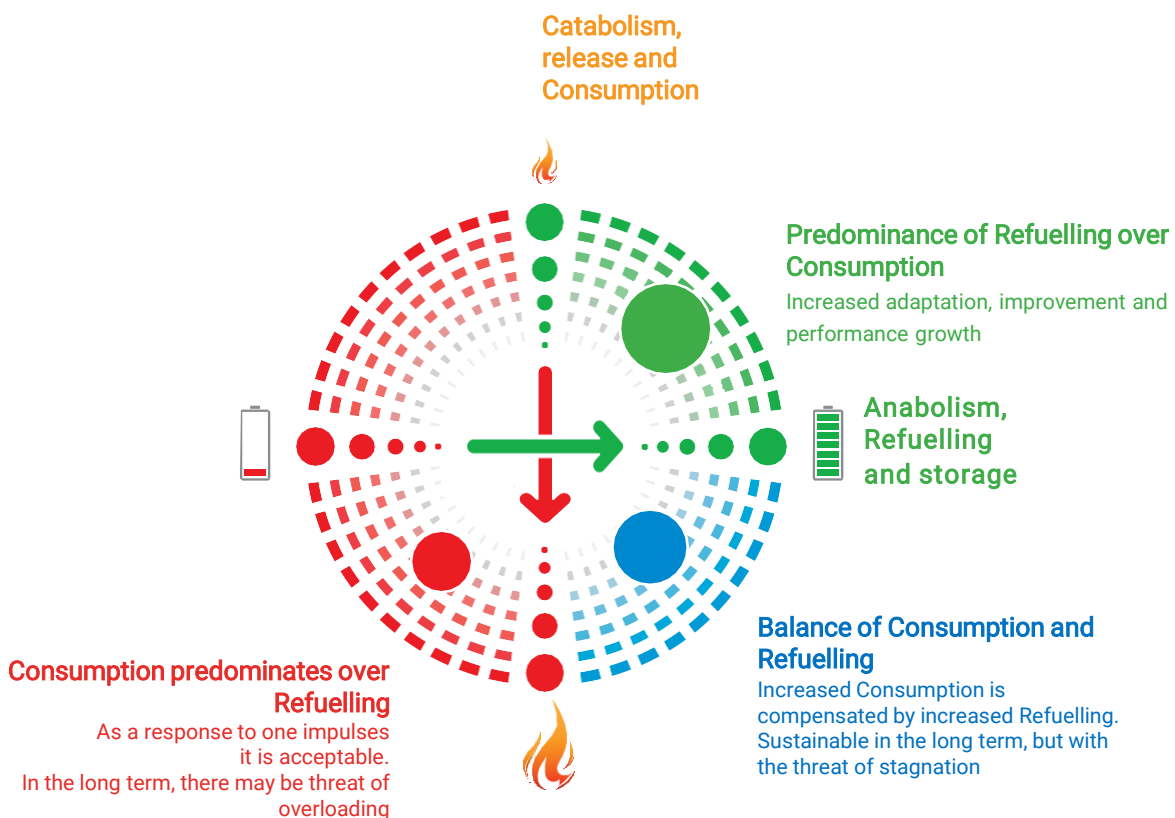 Catabolism,
release and
Consumption
Predominance of Refuelling over
Consumption
Increased adaptation, improvement and
performance growth
Anabolism,
Refuelling
and storage
Balance of Consumption and
Refuelling
Increased Consumption is
compensated by increased Refuelling.
Sustainable in the long term, but with
the threat of stagnation
Consumption predominates over
Refuelling
As a response to one impulses
it is acceptable.
In the long term, there may be threat of
overloading